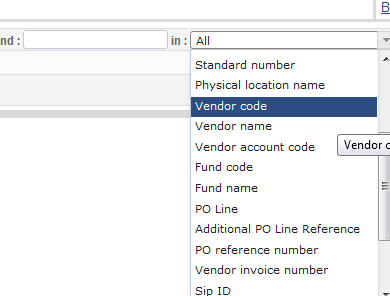 B
nd : in : All
Standard number
Physical location name
Vendor code
Vendor name
Vendor account code
Vendor c
Fund code
Fund name
PO Line
Additional PO Line Reference
PO reference number
Vendor invoice number
Sip ID